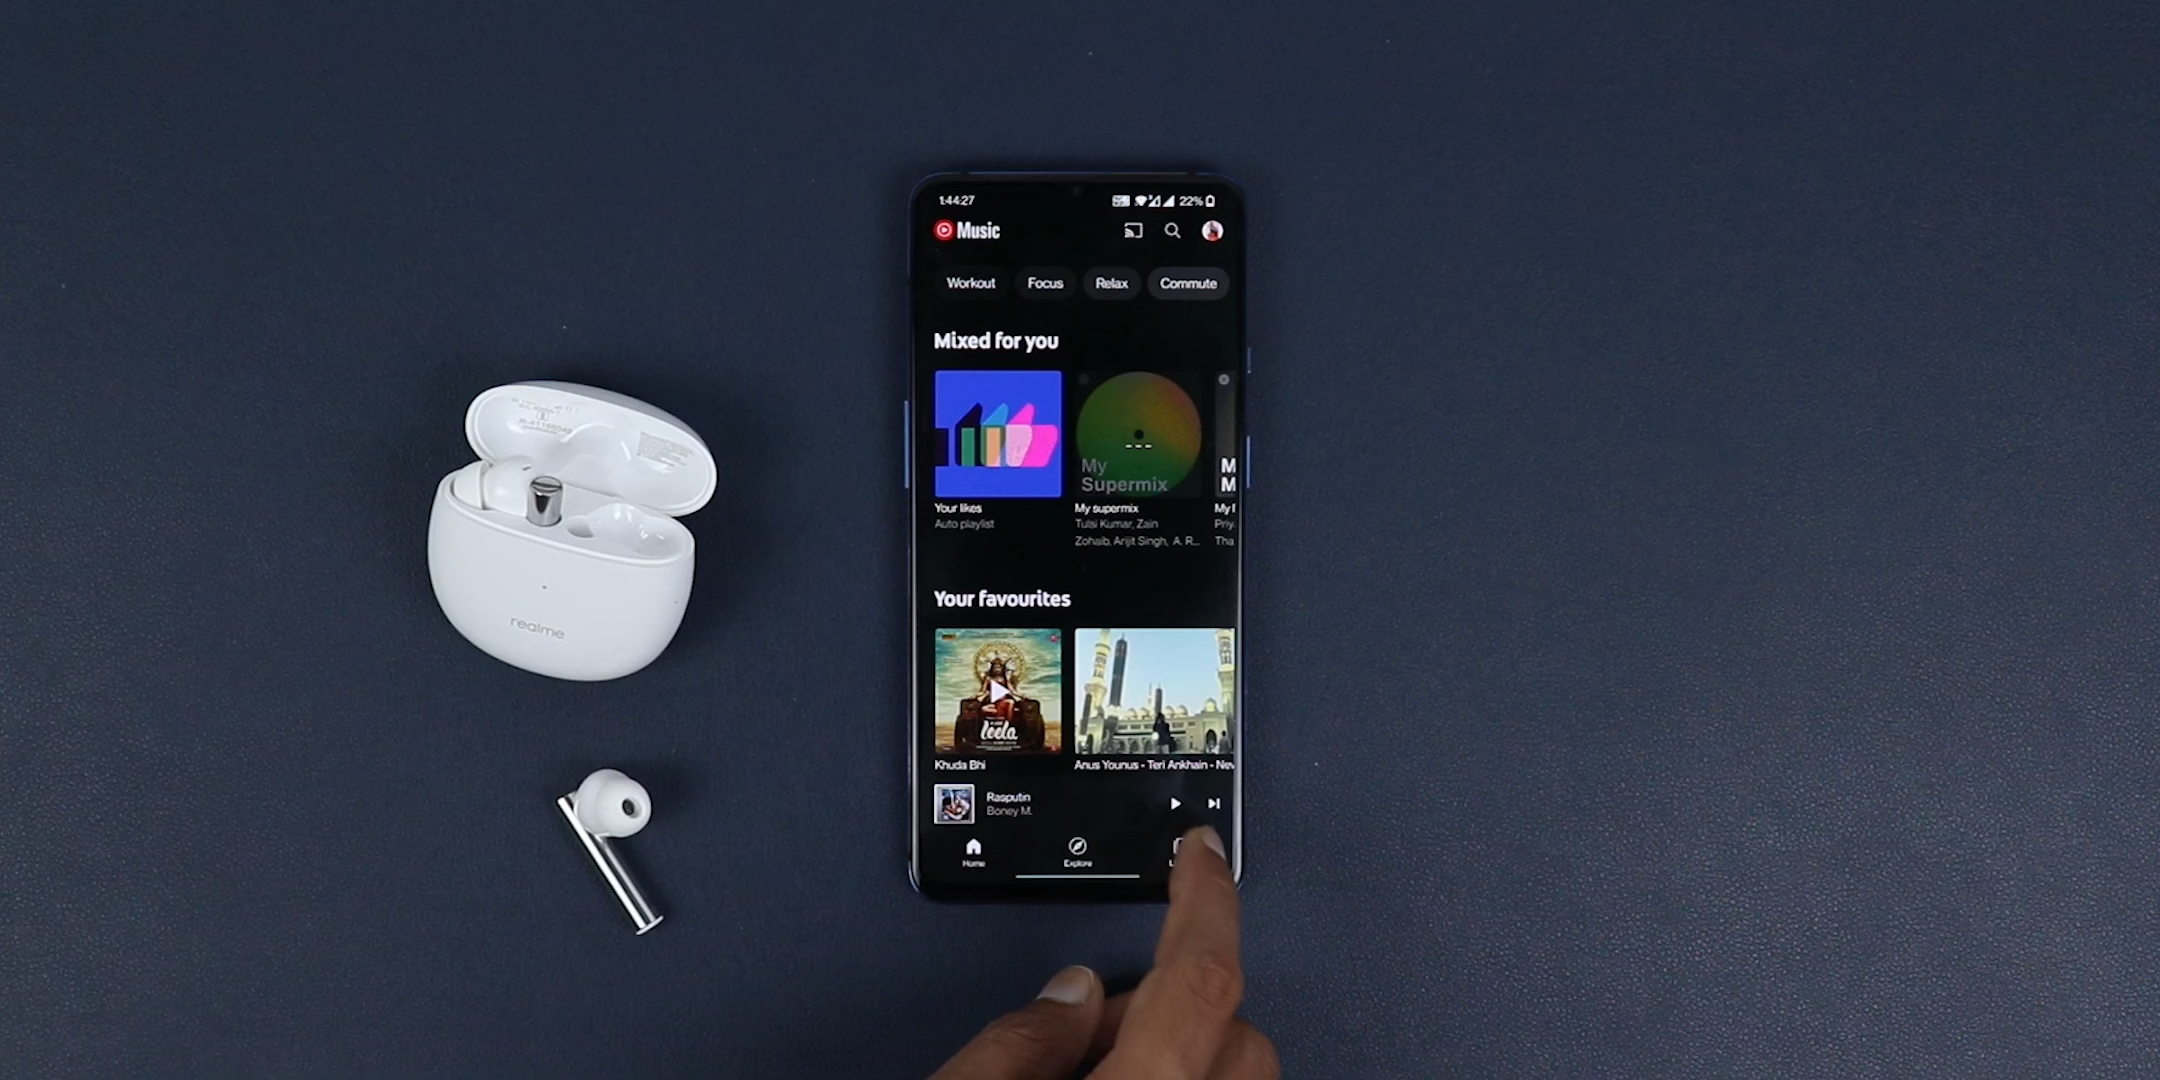 1:44:27 22%
Music
Workout Focus Relax Commute
Mixed for you
My
Supermix
M
M
Your likes
Auto playlist
My supermix
Tulsi Kumar, Zain
Zohaib, Arijit Singh, A. R...
Priy
Tha
Your favourites
leela
Khuda Bhi
Anus Younus - Teri Ankhain - Nev
Rasputin
Boney M.
Home Explore
realme